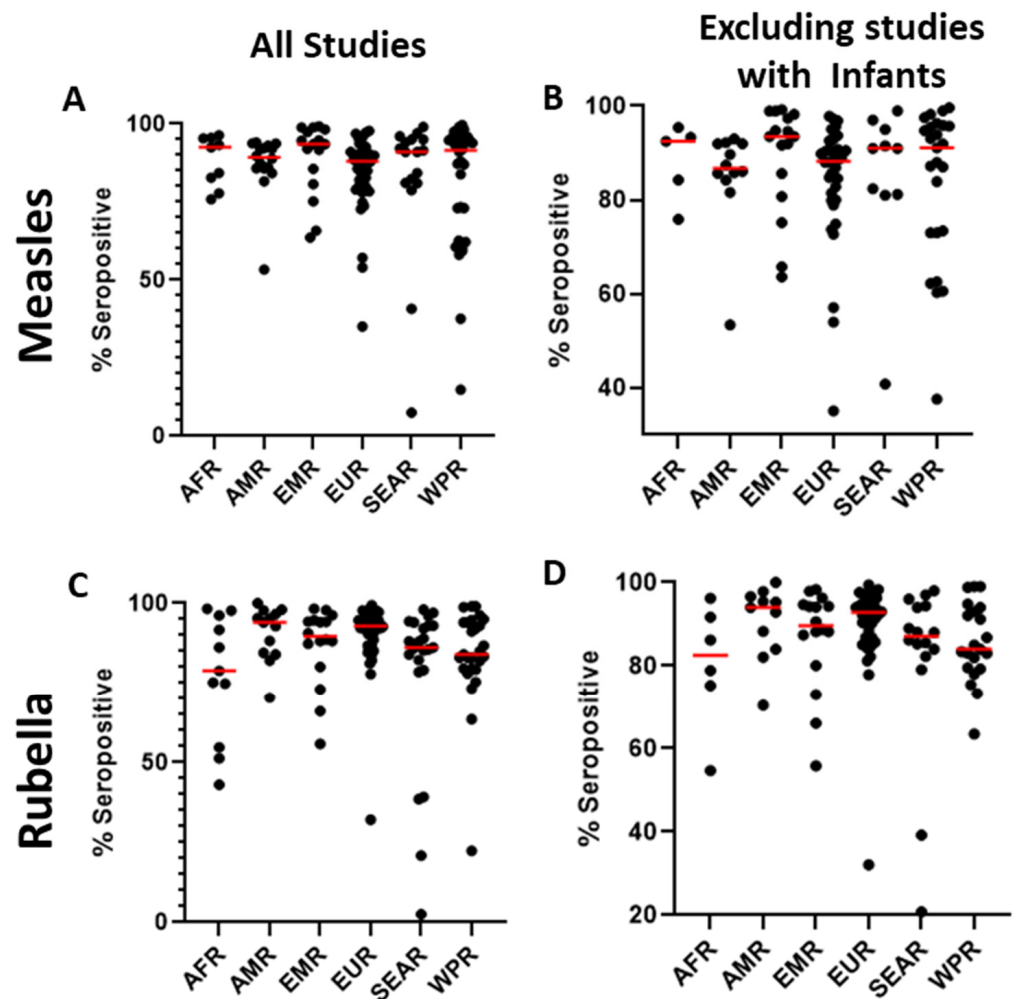 All Studies
Excluding studies
with Infants
A
B
Measles
% Seropositive
100
50
0
AFR
AMR
EMR
EUR
SEAR
WPR
% Seropositive
100
80
60
40
AFR
AMR
EMR
EUR
SEAR
WPR
C
D
Rubella
% Seropositive
100
50
0
AFR
AMR
EMR
EUR
SEAR
WPR
% Seropositive
100
80
60
40
20
AFR
AMR
EMR
EUR
SEAR
WPR